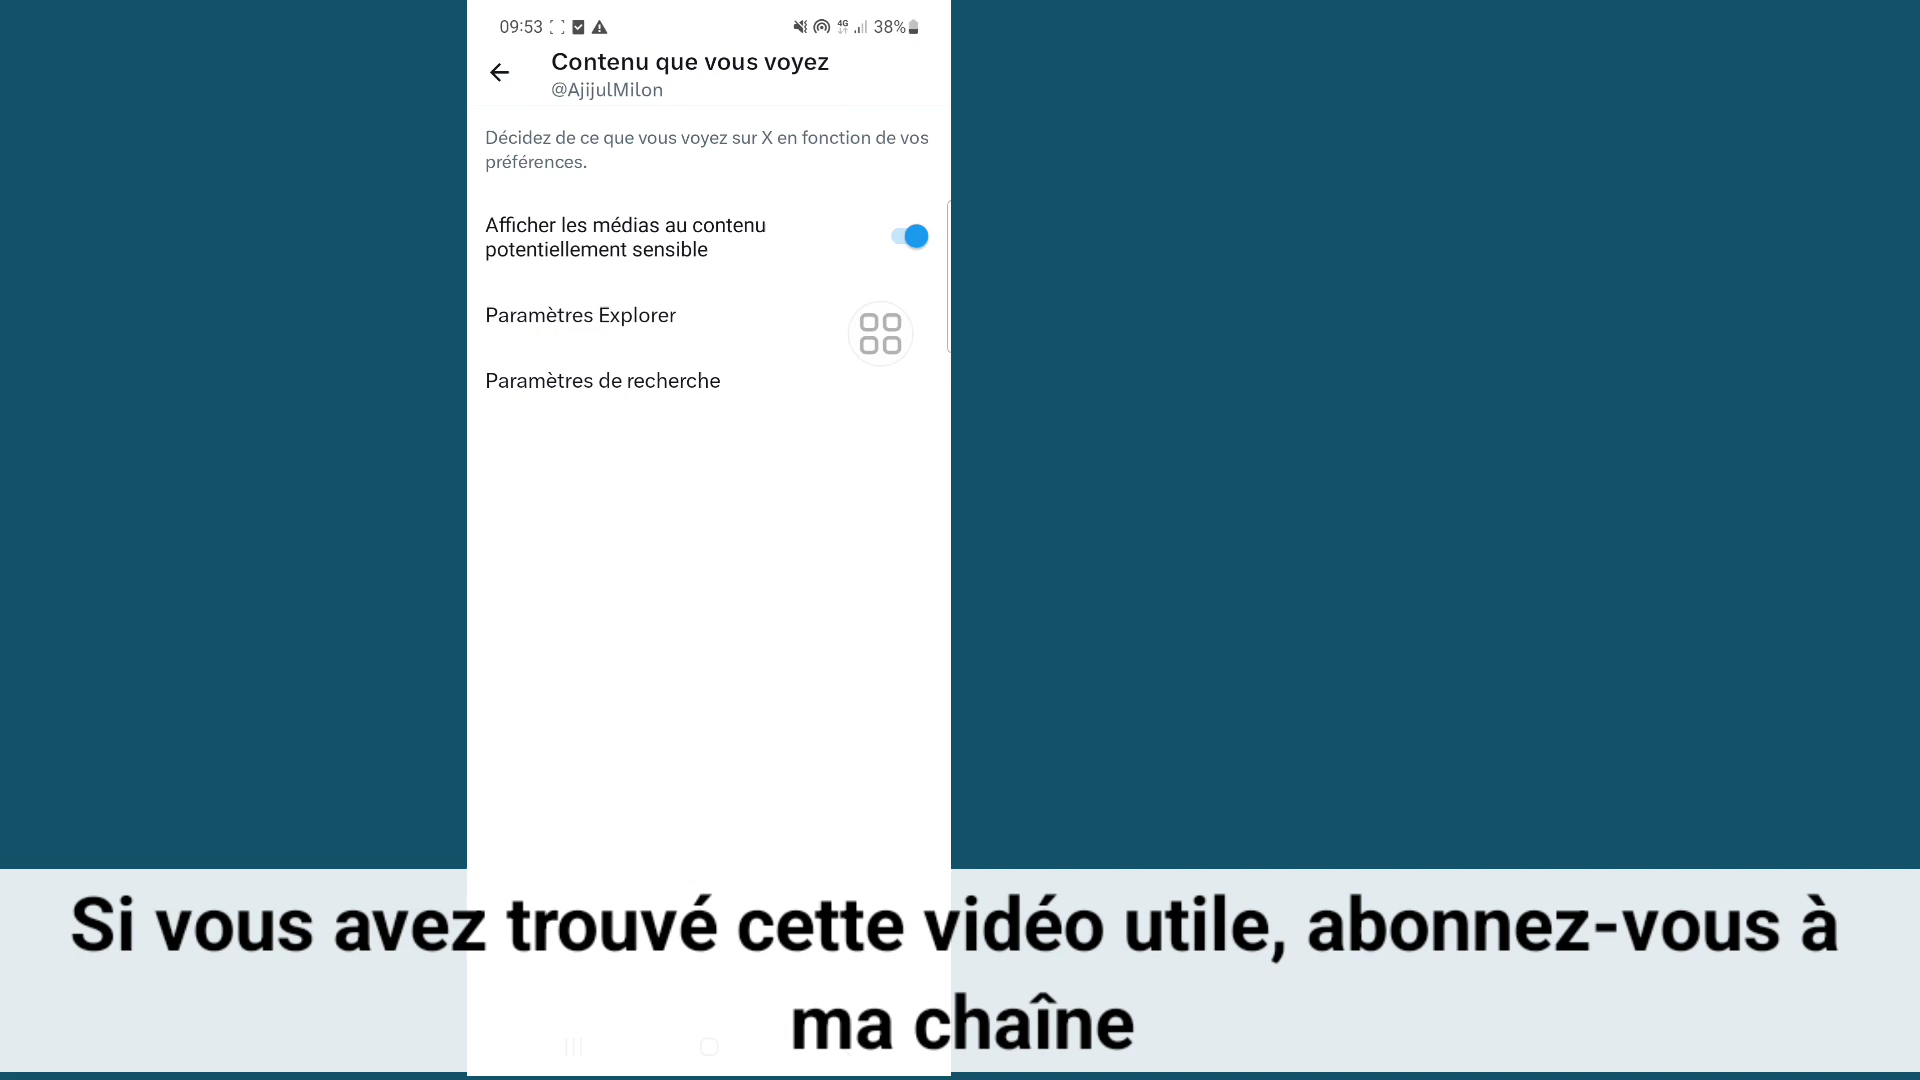 09:53 4G 38%
Contenu que vous voyez
@AjijulMilon
Décidez de ce que vous voyez sur X en fonction de vos
préférences.
Afficher les médias au contenu
potentiellement sensible
Paramètres Explorer
Paramètres de recherche
Si vous avez trouvé cette vidéo utile, abonnez-vous à
ma chaîne